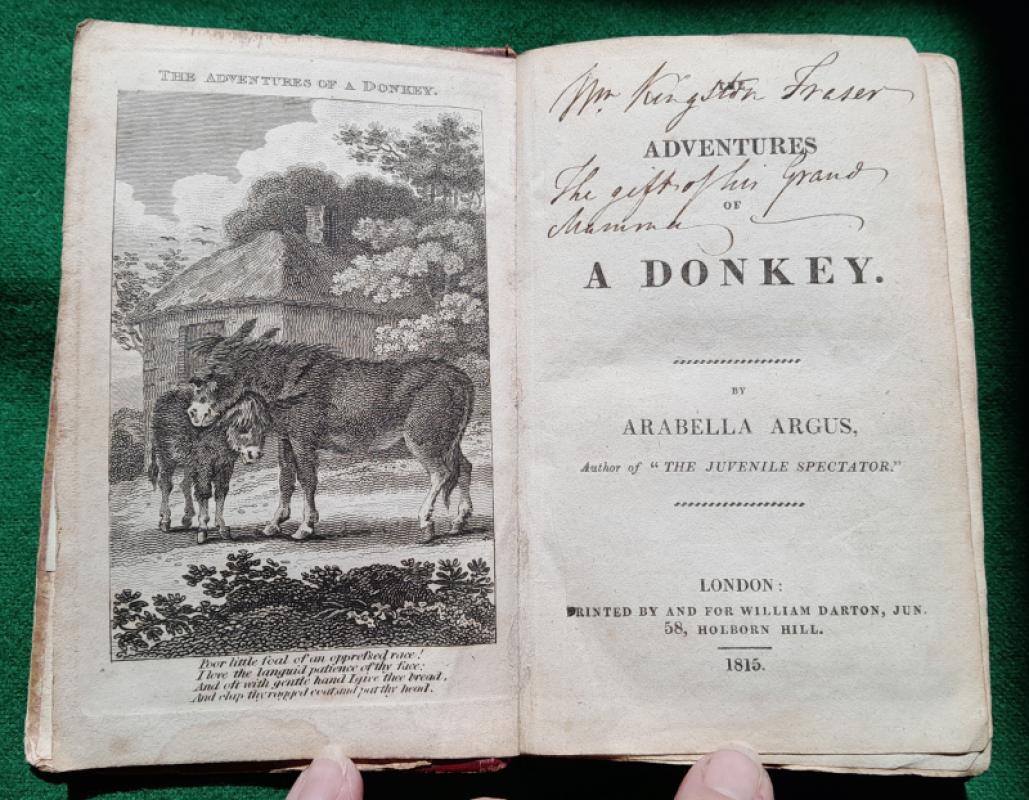 THE ADVENTURES OF A DONKEY.
Poor little foal of an oppreſsed race!
I love the languid patience of thy face:
And oft with gentle hand I give thee bread,
And clap thy ragged coat and pat thy head.
Wm Kingston Fraser
THE
ADVENTURES
The gift of his Grand
OF
Mamma
A DONKEY.
BY
ARABELLA ARGUS,
Author of "THE JUVENILE SPECTATOR."
LONDON:
PRINTED BY AND FOR WILLIAM DARTON, JUN.
58, HOLBORN HILL.
1815.